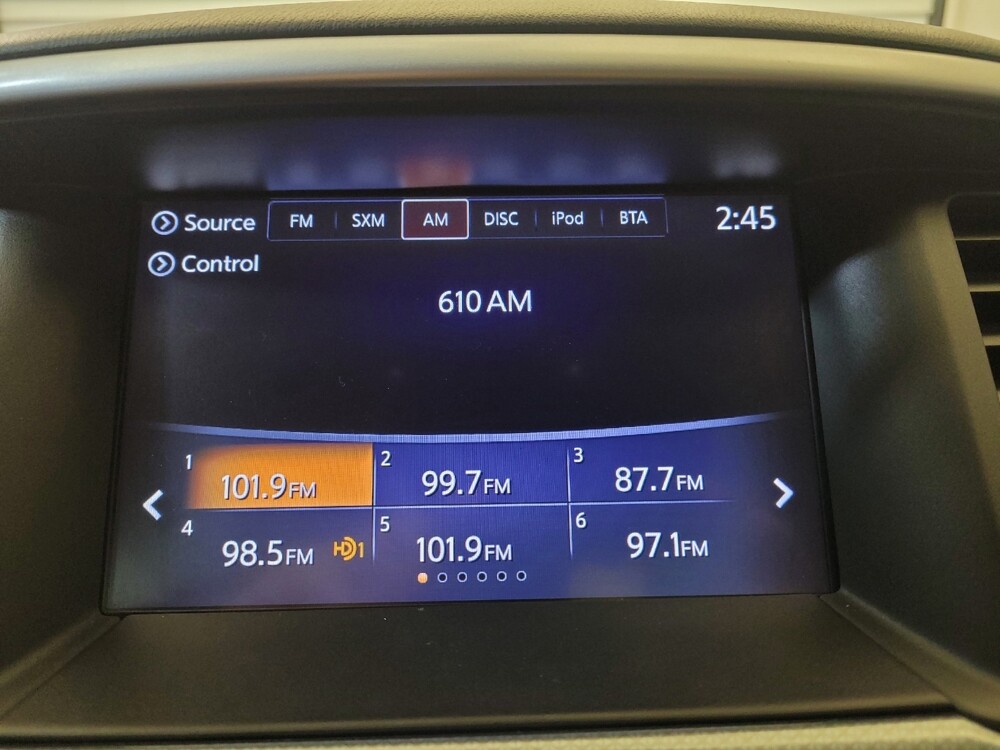 Source FM SXM AM DISC iPod BTA 2:45
Control
610 AM
1 101.9FM 2 99.7FM 3 87.7FM
4 98.5FM HD1 5 101.9FM 6 97.1FM